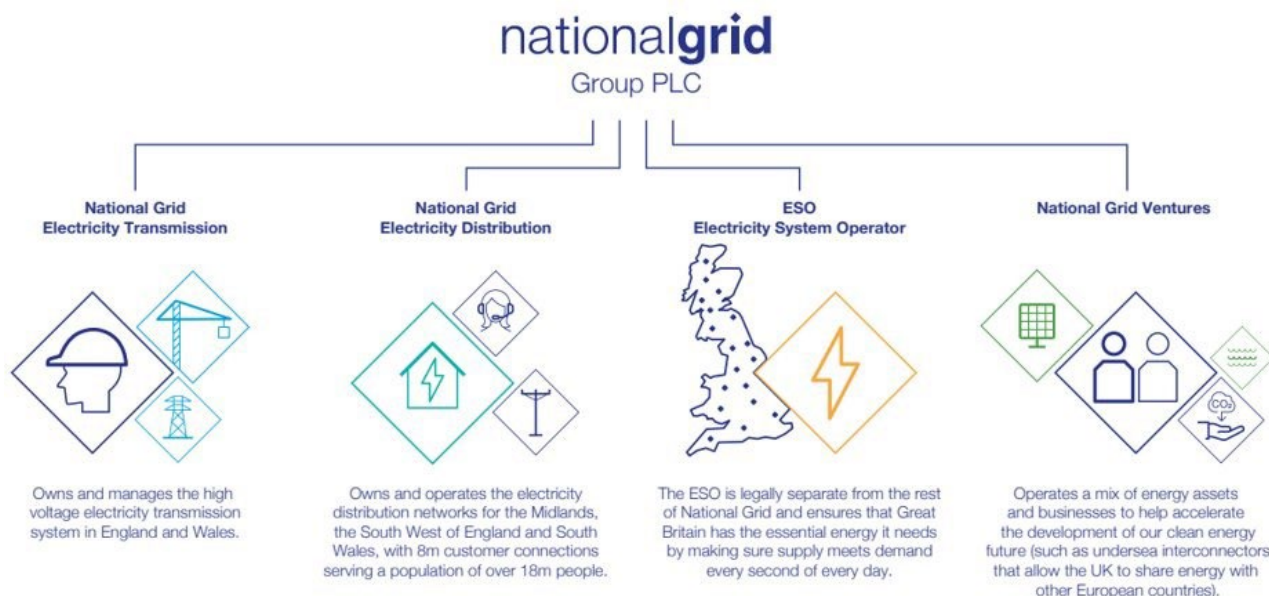 nationalgrid
Group PLC
National Grid
Electricity Transmission
National Grid
Electricity Distribution
ESO
Electricity System Operator
National Grid Ventures
CO₂
Owns and manages the high
voltage electricity transmission
system in England and Wales.
Owns and operates the electricity
distribution networks for the Midlands,
the South West of England and South
Wales, with 8m customer connections
serving a population of over 18m people.
The ESO is legally separate from the rest
of National Grid and ensures that Great
Britain has the essential energy it needs
by making sure supply meets demand
every second of every day.
Operates a mix of energy assets
and businesses to help accelerate
the development of our clean energy
future (such as undersea interconnectors
that allow the UK to share energy with
other European countries).